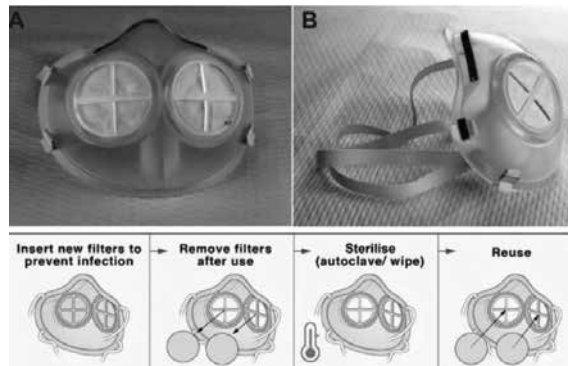 A
B
Insert new filters to
prevent infection
Remove filters
after use
Sterilise
(autoclave/ wipe)
Reuse